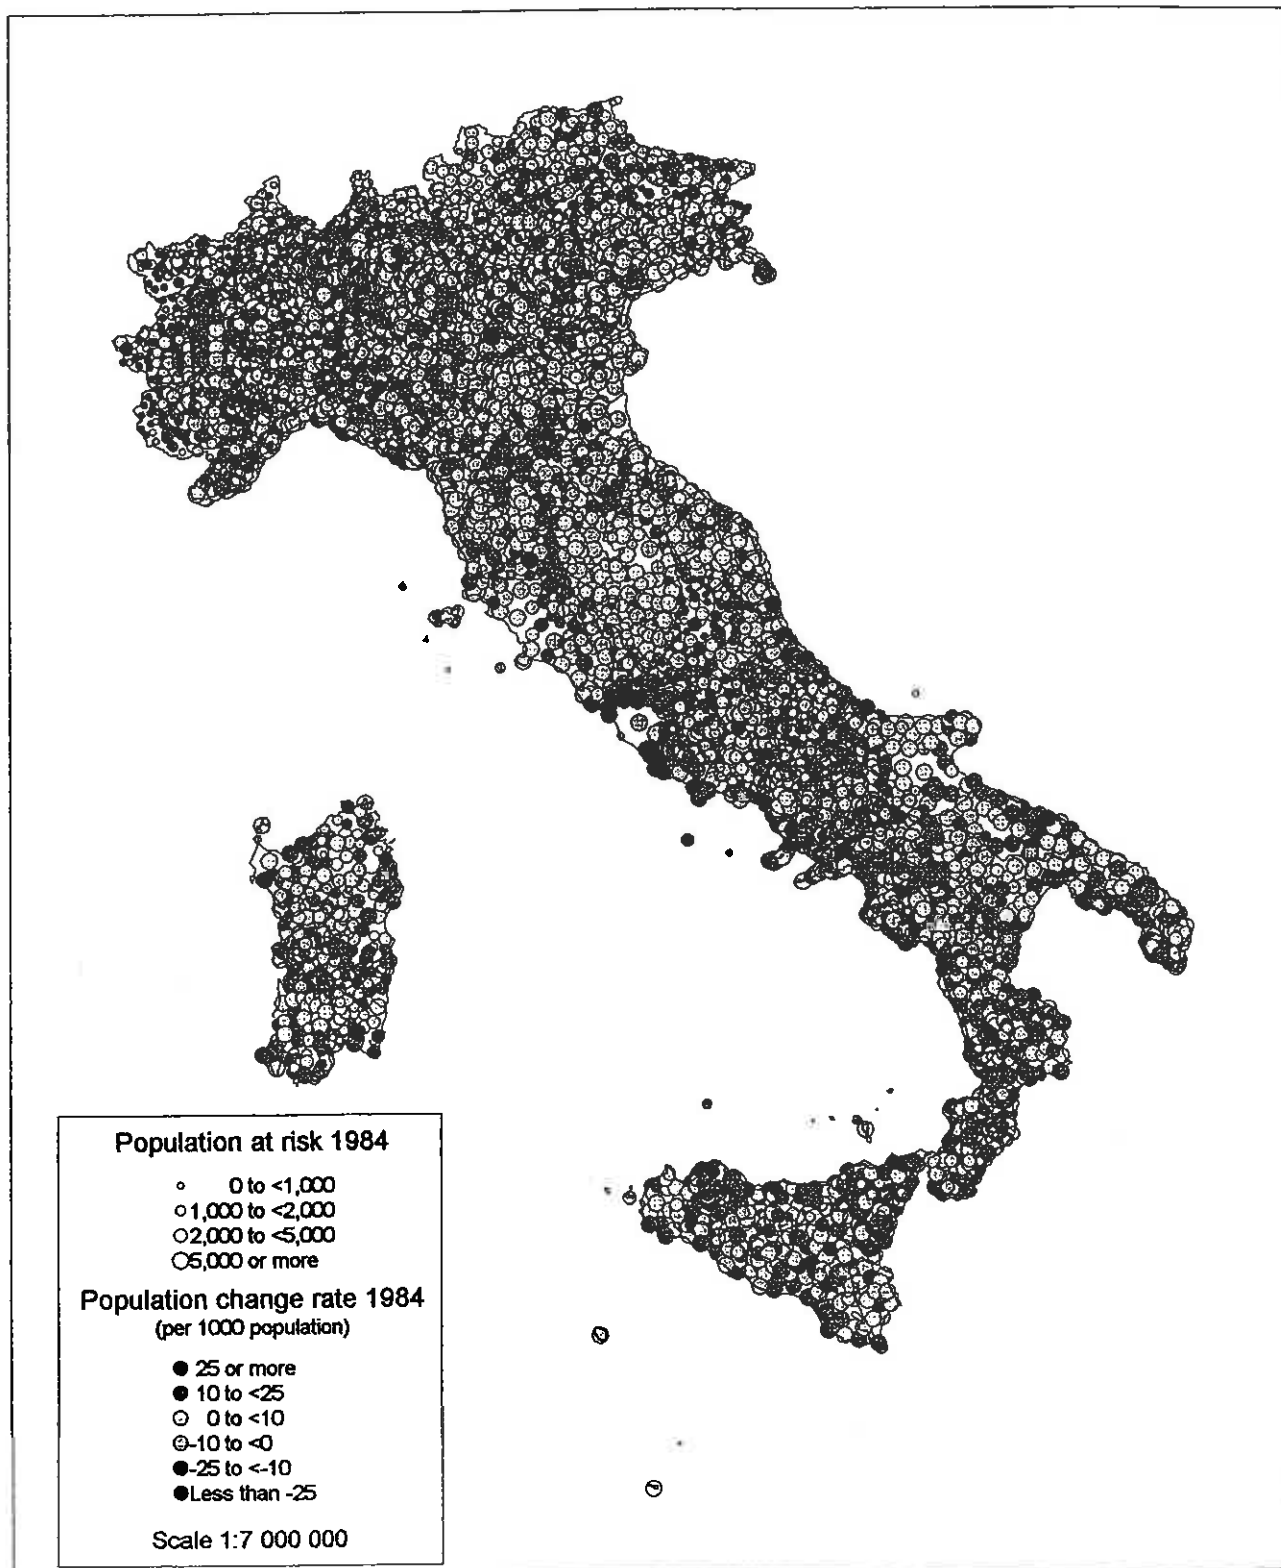 Population at risk 1984
0 to <1,000
1,000 to <2,000
2,000 to <5,000
5,000 or more
Population change rate 1984
(per 1000 population)
25 or more
10 to <25
0 to <10
-10 to <0
-25 to <-10
Less than -25
Scale 1:7 000 000